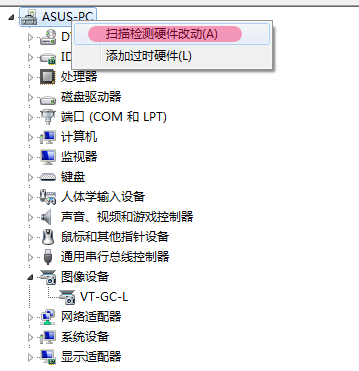 ASUS-PC
扫描检测硬件改动(A)
添加过时硬件(L)
处理器
磁盘驱动器
端口 (COM 和 LPT)
计算机
监视器
键盘
人体学输入设备
声音、视频和游戏控制器
鼠标和其他指针设备
通用串行总线控制器
图像设备
VT-GC-L
网络适配器
系统设备
显示适配器